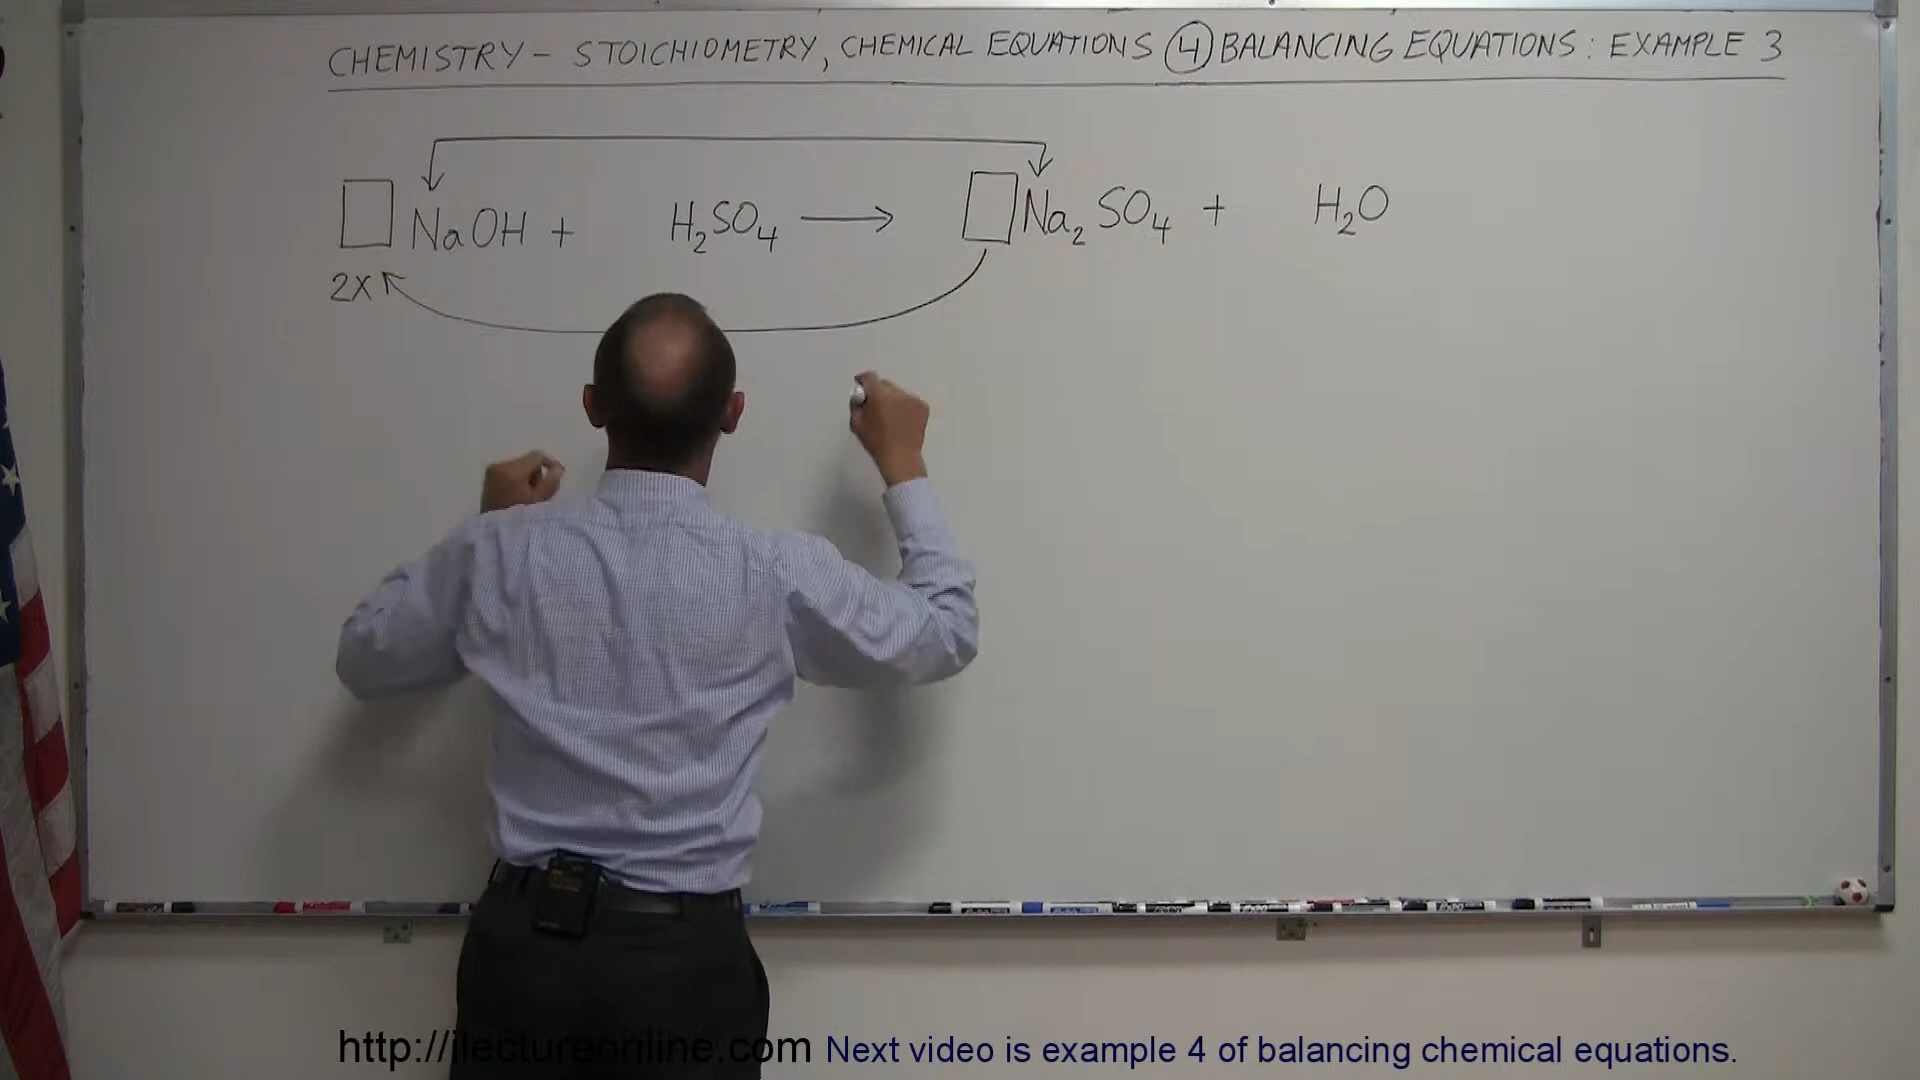 CHEMISTRY - STOICHIOMETRY, CHEMICAL EQUATIONS ④ BALANCING EQUATIONS: EXAMPLE 3
□ NaOH + H₂SO₄ → □ Na₂SO₄ + H₂O
2X
http://ilectureonline.com Next video is example 4 of balancing chemical equations.